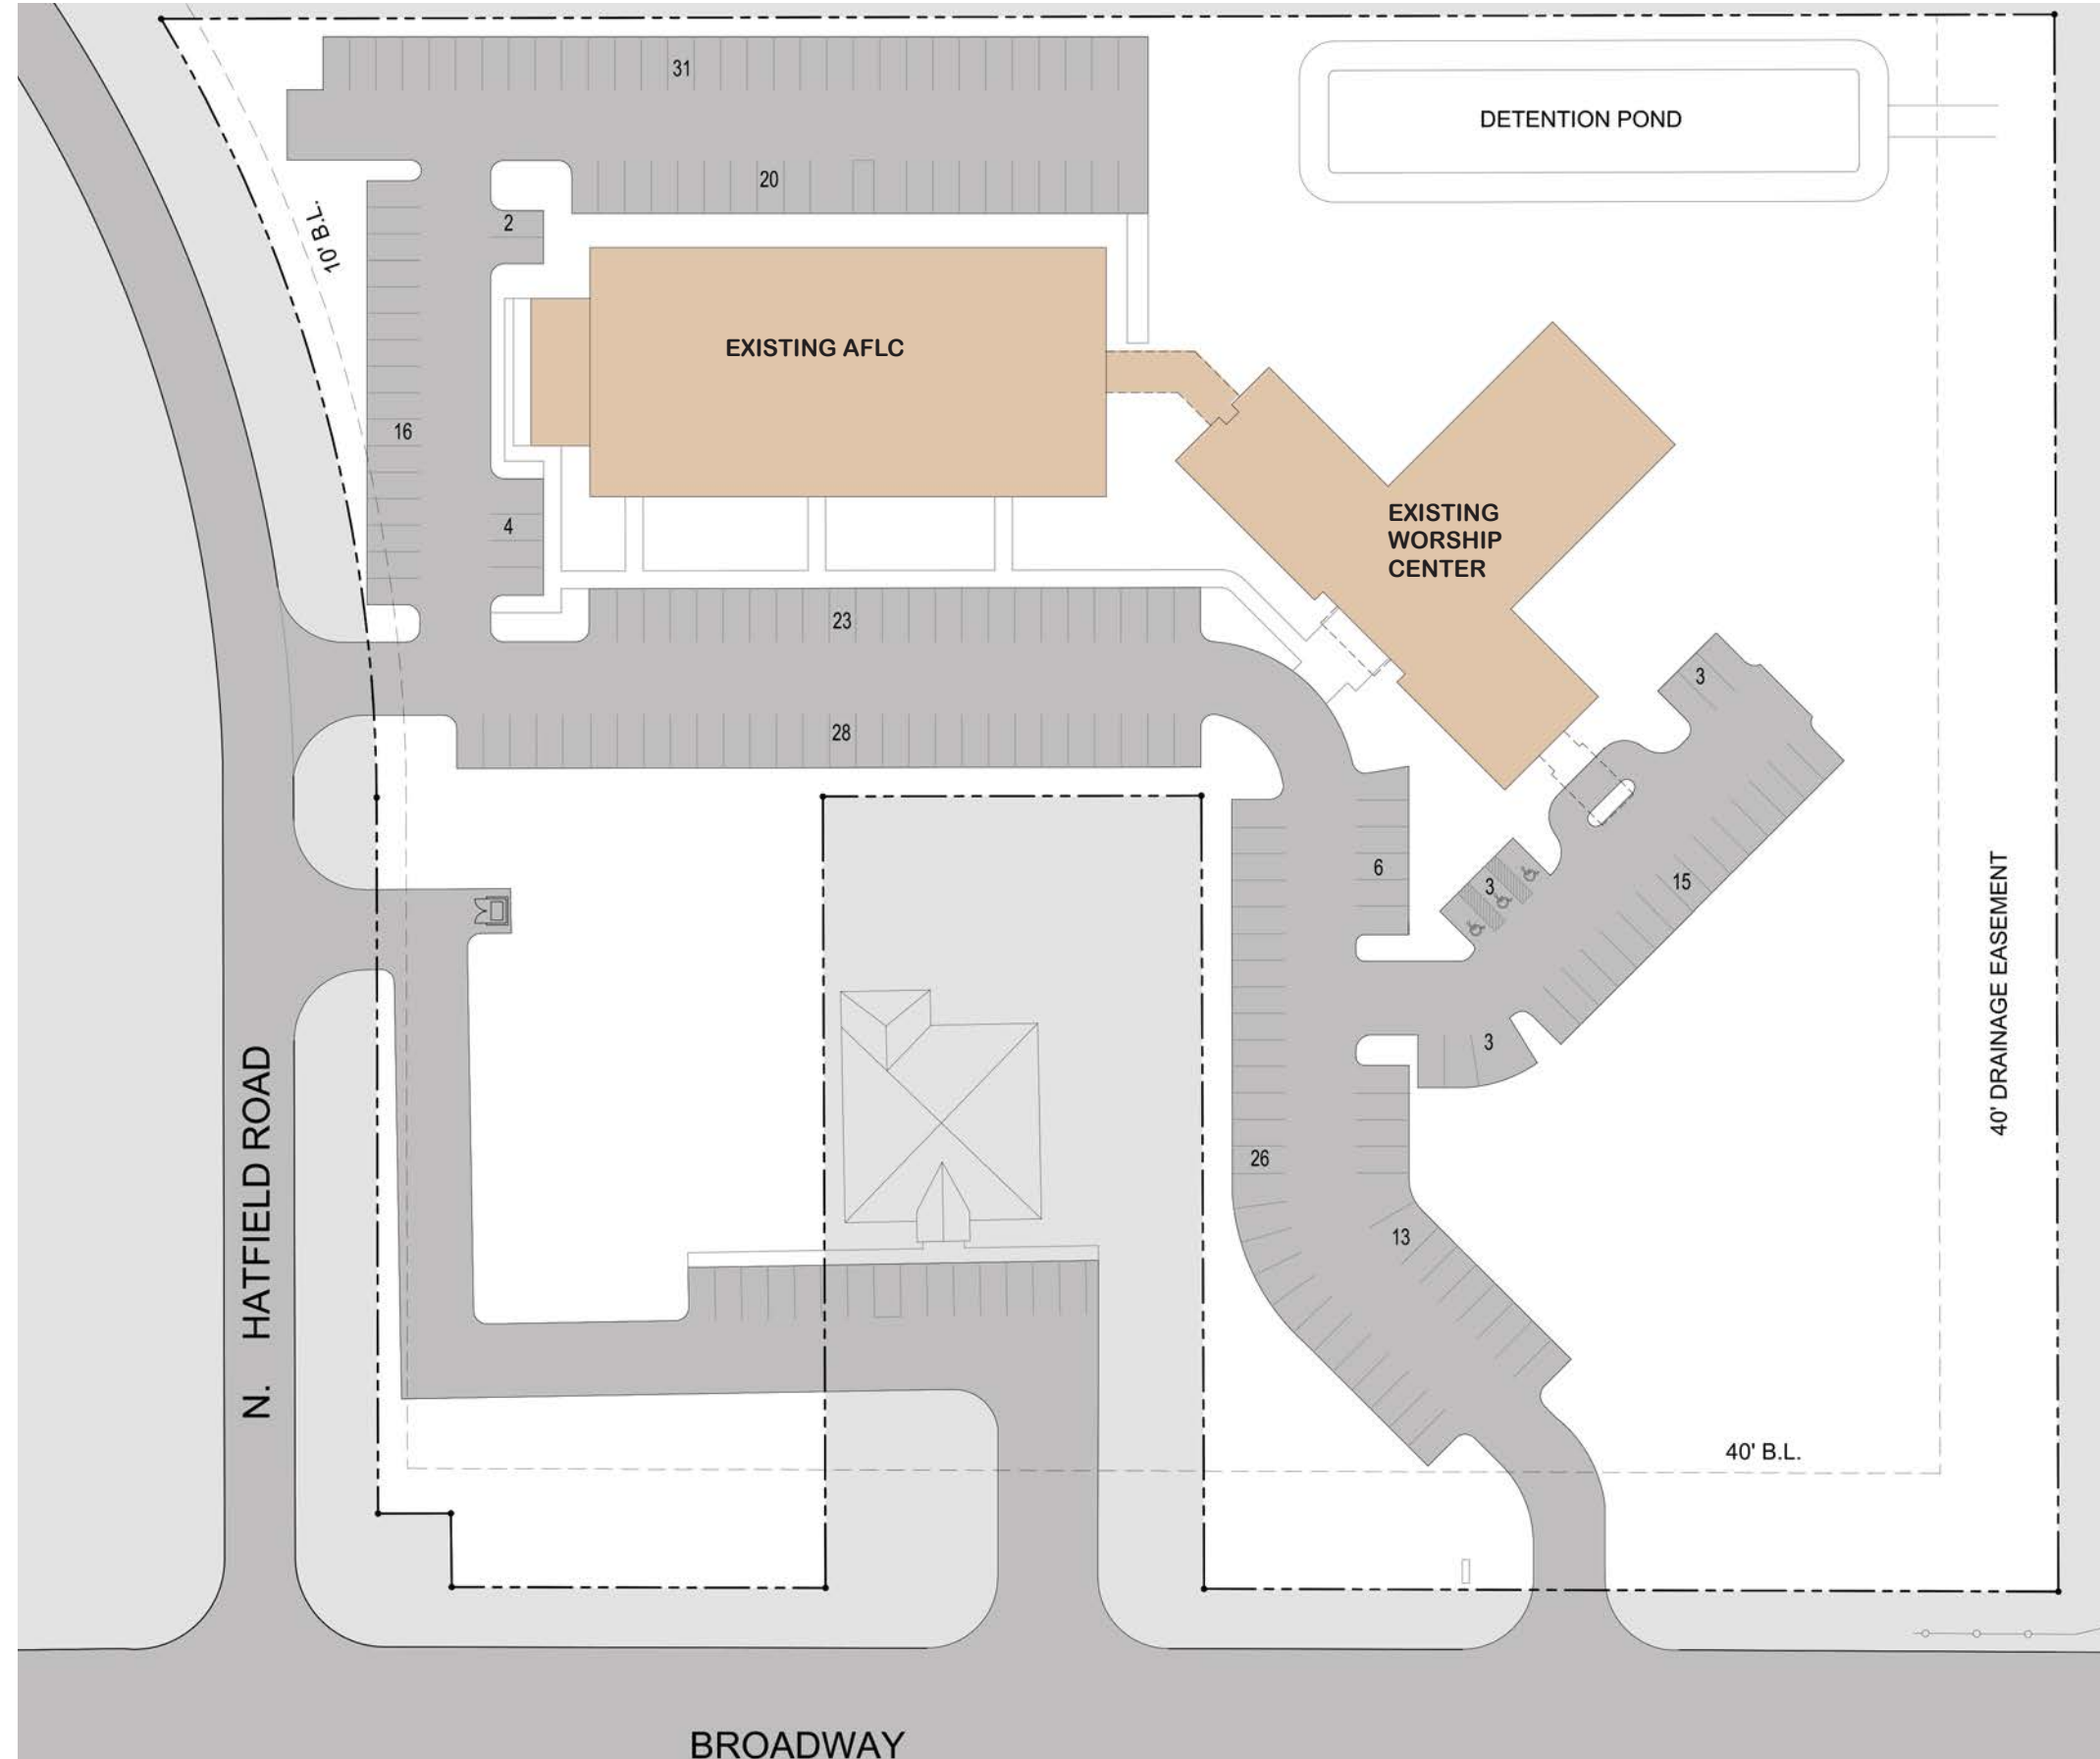 31
DETENTION POND
20
2
10' B.L.
EXISTING AFLC
16
4
EXISTING
WORSHIP
CENTER
23
3
28
6
3
15
3
40' DRAINAGE EASEMENT
26
13
N. HATFIELD ROAD
40' B.L.
BROADWAY